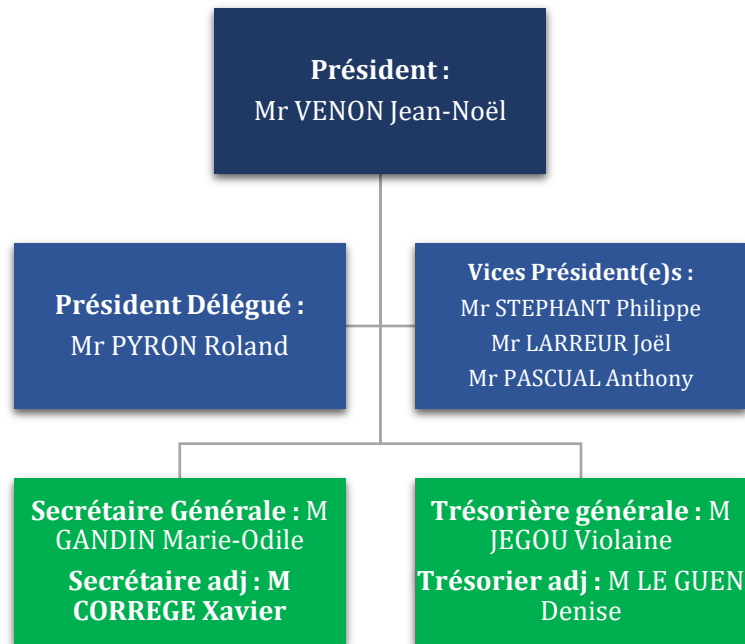 Président :
Mr VENON Jean-Noël
Président Délégué :
Mr PYRON Roland
Vices Président(e)s :
Mr STEPHANT Philippe
Mr LARREUR Joël
Mr PASCUAL Anthony
Secrétaire Générale : M
GANDIN Marie-Odile
Secrétaire adj : M
CORREGE Xavier
Trésorière générale : M
JEGOU Violaine
Trésorier adj : M LE GUEN
Denise